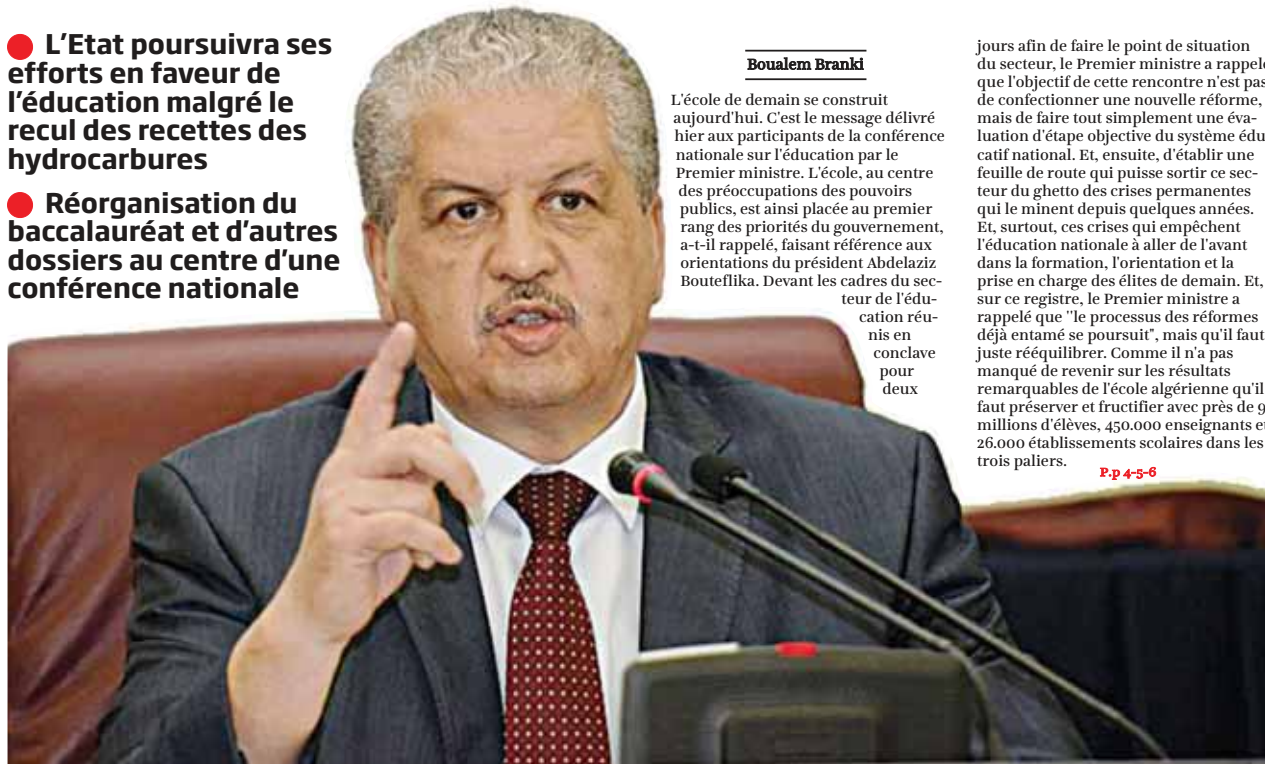 L'Etat poursuivra ses
efforts en faveur de
l'éducation malgré le
recul des recettes des
hydrocarbures
Réorganisation du
baccalauréat et d'autres
dossiers au centre d'une
conférence nationale
Boualem Branki
L'école de demain se construit
aujourd'hui. C'est le message délivré
hier aux participants de la conférence
nationale sur l'éducation par le
Premier ministre. L'école, au centre
des préoccupations des pouvoirs
publics, est ainsi placée au premier
rang des priorités du gouvernement,
a-t-il rappelé, faisant référence aux
orientations du président Abdelaziz
Bouteflika. Devant les cadres du sec-
teur de l'édu-
cation réu-
nis en
conclave
pour
deux
jours afin de faire le point de situation
du secteur, le Premier ministre a rappelé
que l'objectif de cette rencontre n'est pas
de confectionner une nouvelle réforme,
mais de faire tout simplement une éva-
luation d'étape objective du système édu
catif national. Et, ensuite, d'établir une
feuille de route qui puisse sortir ce sec-
teur du ghetto des crises permanentes
qui le minent depuis quelques années.
Et, surtout, ces crises qui empêchent
l'éducation nationale à aller de l'avant
dans la formation, l'orientation et la
prise en charge des élites de demain. Et,
sur ce registre, le Premier ministre a
rappelé que ''le processus des réformes
déjà entamé se poursuit", mais qu'il faut
juste rééquilibrer. Comme il n'a pas
manqué de revenir sur les résultats
remarquables de l'école algérienne qu'il
faut préserver et fructifier avec près de 9
millions d'élèves, 450.000 enseignants et
26.000 établissements scolaires dans les
trois paliers.
P.p 4-5-6